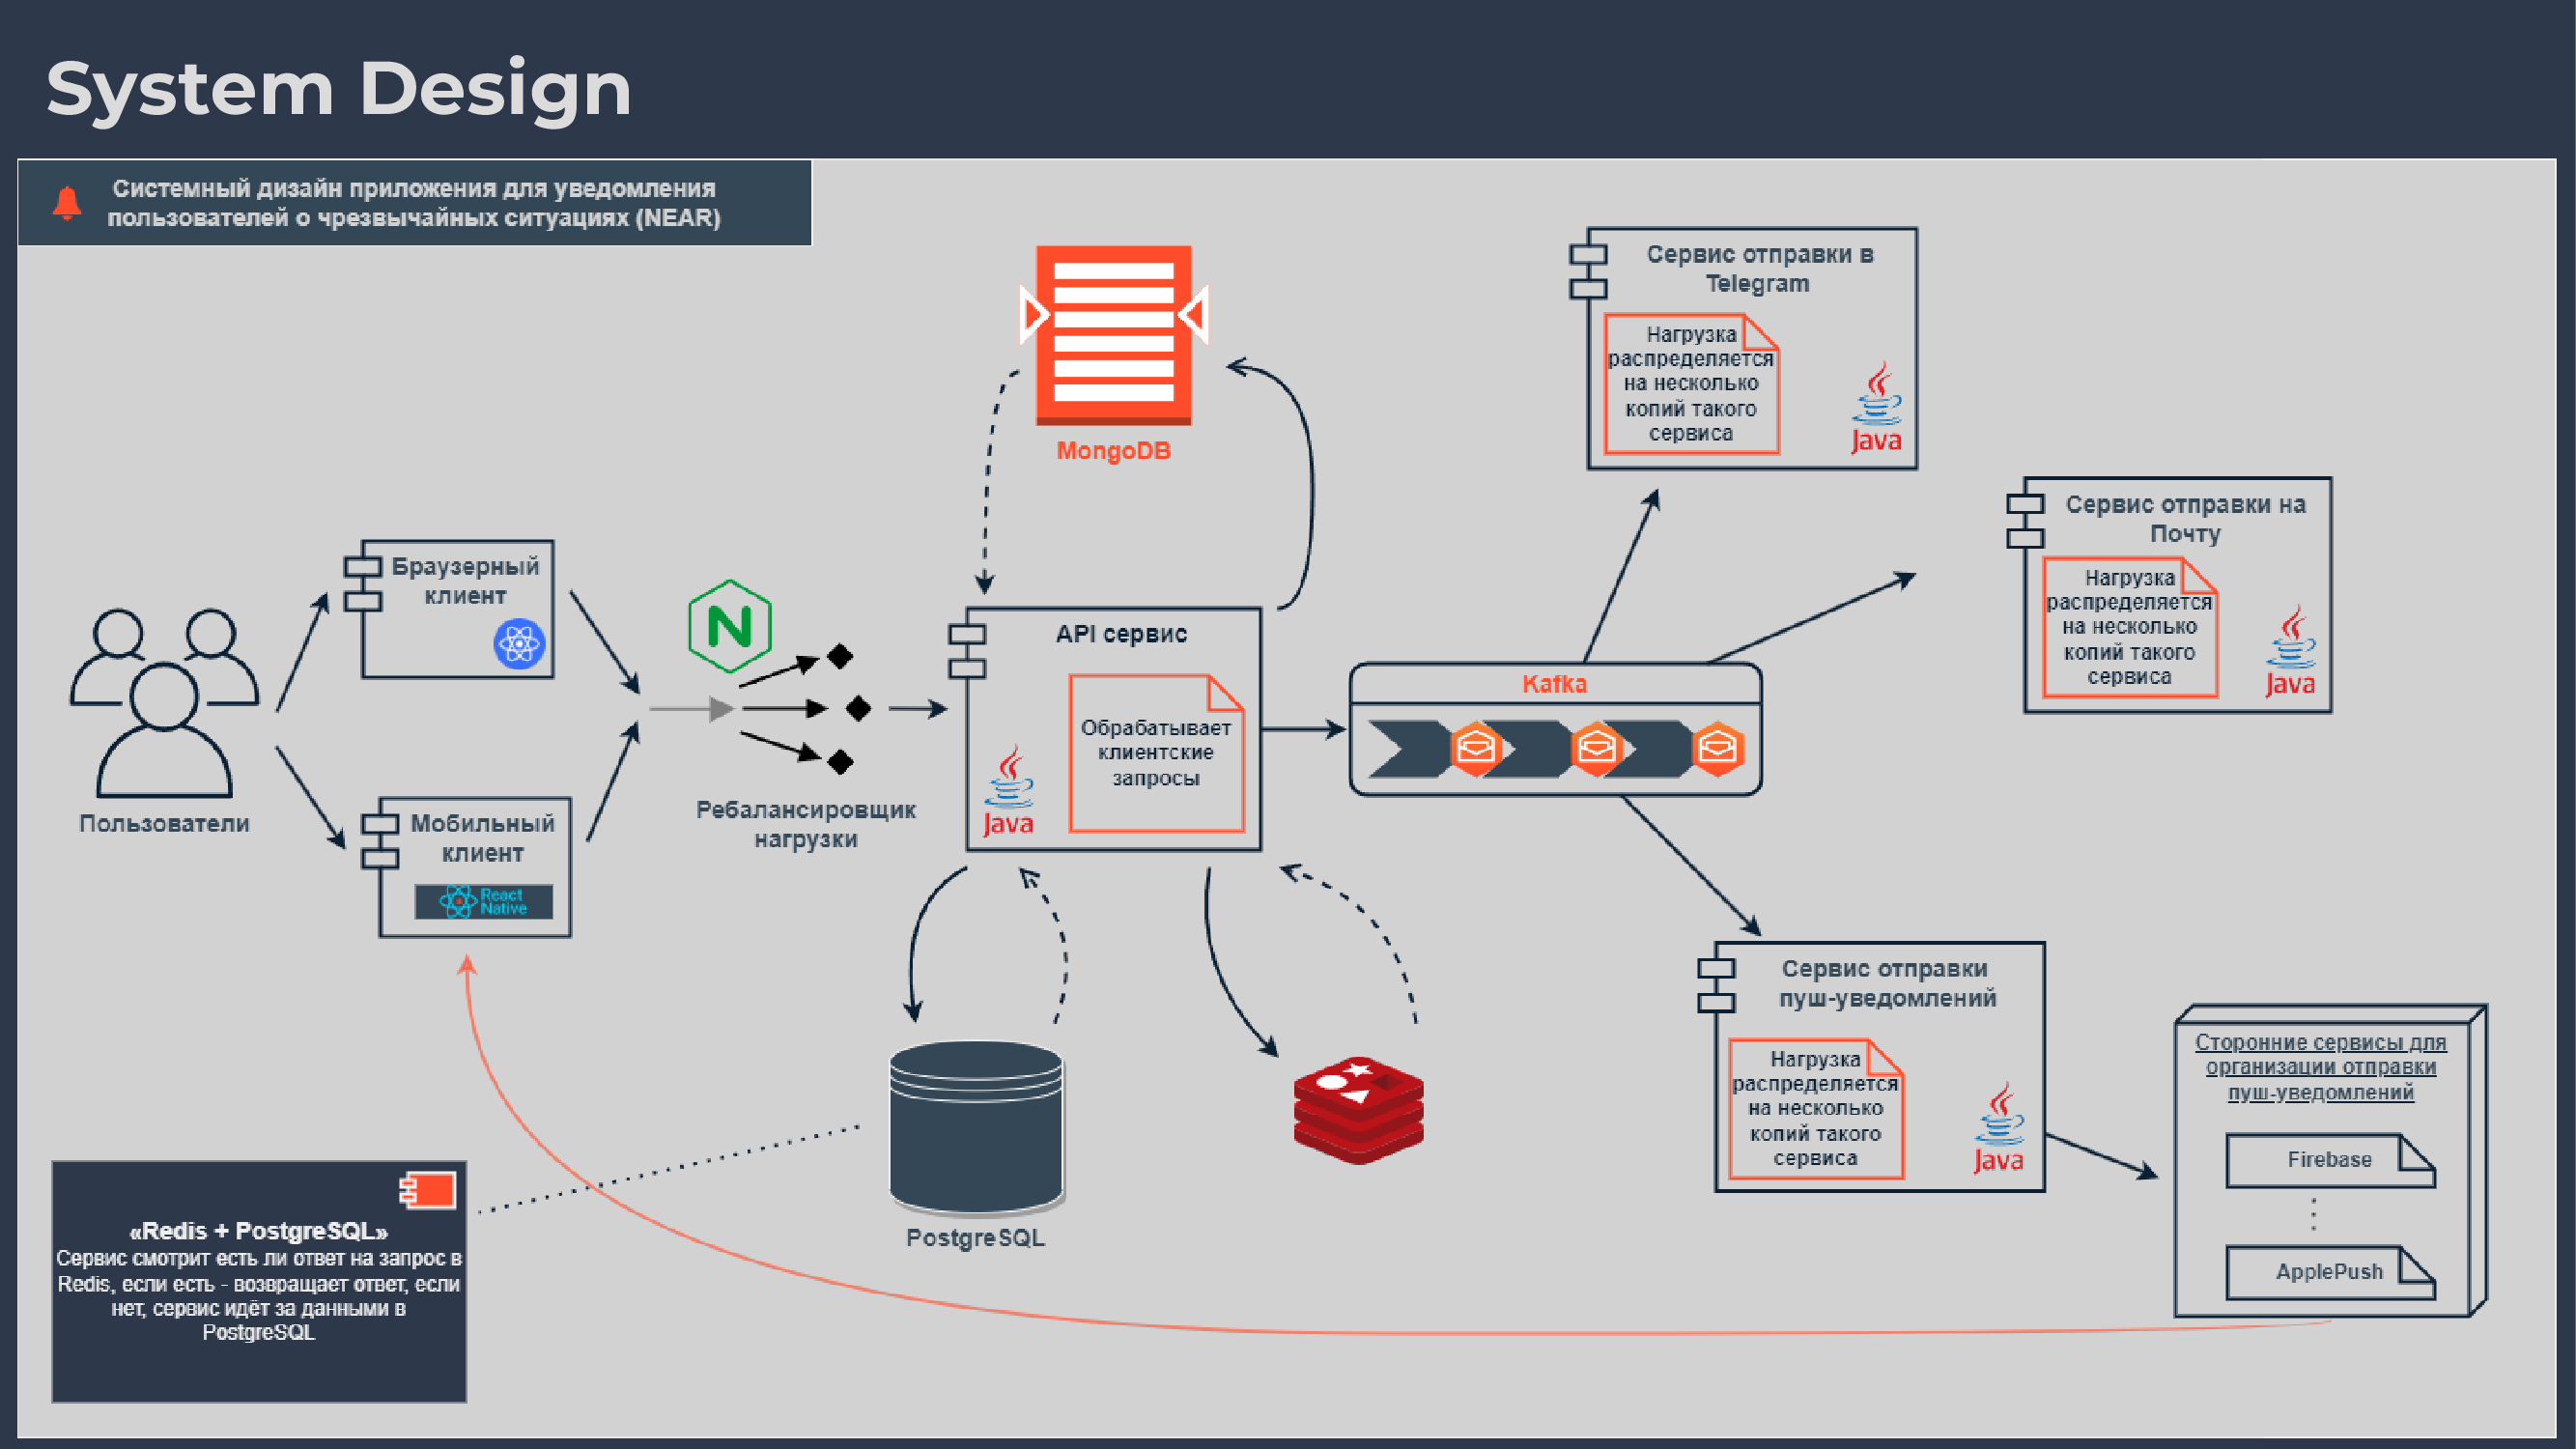 System Design
Системный дизайн приложения для уведомления
пользователей о чрезвычайных ситуациях (NEAR)
MongoDB
Сервис отправки в
Telegram
Нагрузка
распределяется
на несколько
копий такого
сервиса
Java
Сервис отправки на
Почту
Нагрузка
распределяется
на несколько
копий такого
сервиса
Java
Браузерный
клиент
Пользователи
Мобильный
клиент
React
Native
N
Ребалансировщик
нагрузки
API сервис
Обрабатывает
клиентские
запросы
Java
Kafka
Сервис отправки
пуш-уведомлений
Нагрузка
распределяется
на несколько
копий такого
сервиса
Java
Сторонние сервисы для
организации отправки
пуш-уведомлений
Firebase
ApplePush
PostgreSQL
«Redis + PostgreSQL»
Сервис смотрит есть ли ответ на запрос в
Redis, если есть - возвращает ответ, если
нет, сервис идёт за данными в
PostgreSQL